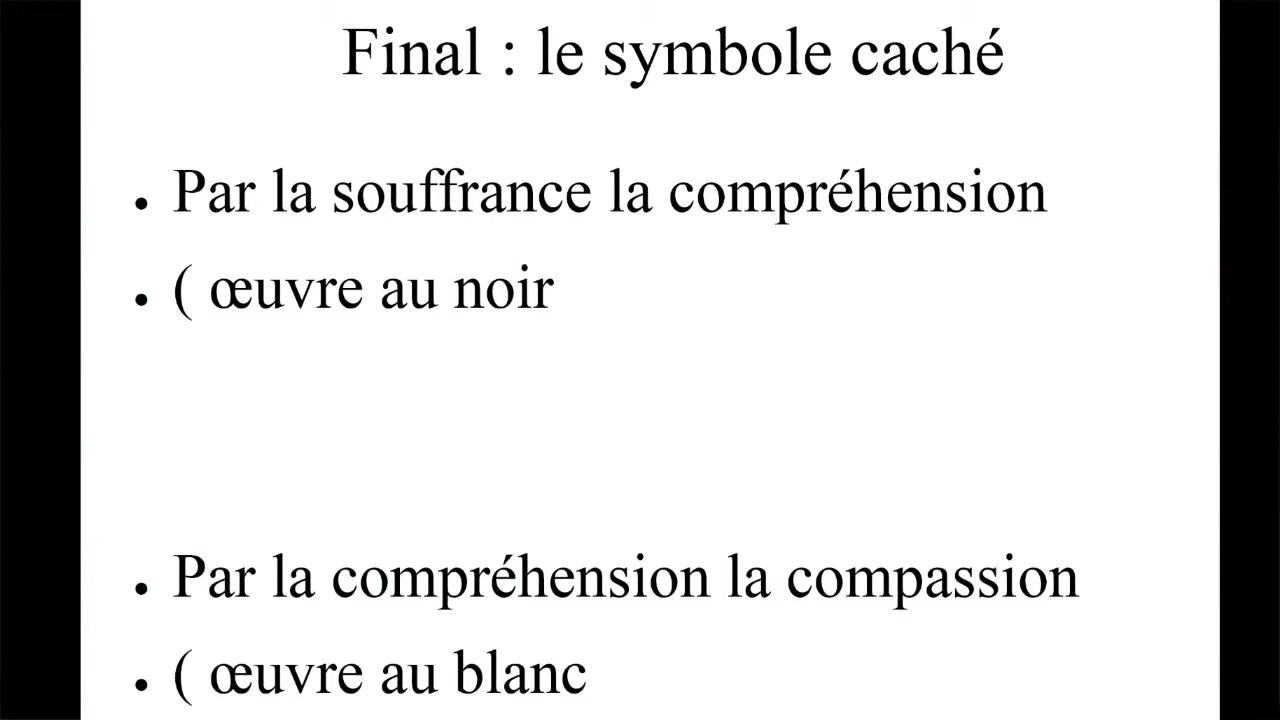 Final : le symbole caché
• Par la souffrance la compréhension
• ( œuvre au noir
• Par la compréhension la compassion
• ( œuvre au blanc